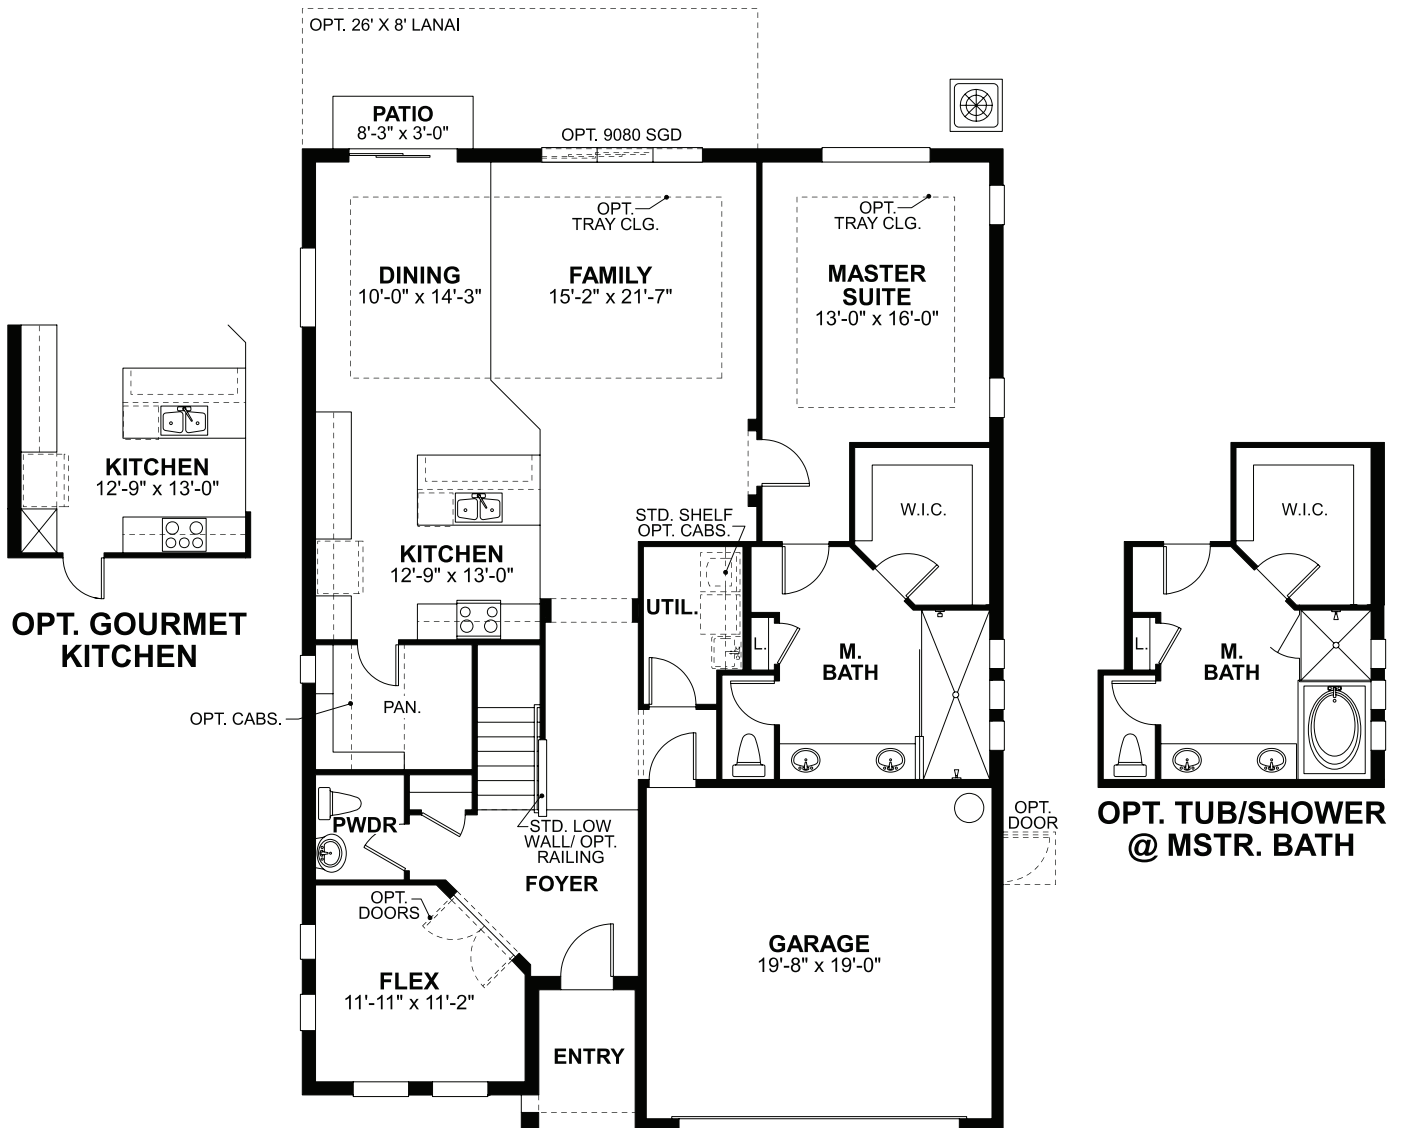 OPT. 26' X 8' LANAI
PATIO
8'-3" x 3'-0"
OPT. 9080 SGD
OPT.
TRAY CLG.
OPT.
TRAY CLG.
DINING
10'-0" x 14'-3"
FAMILY
15'-2" x 21'-7"
MASTER
SUITE
13'-0" x 16'-0"
KITCHEN
12'-9" x 13'-0"
OPT. GOURMET
KITCHEN
W.I.C.
W.I.C.
STD. SHELF
OPT. CABS.
KITCHEN
12'-9" x 13'-0"
UTIL.
L.
M.
BATH
L.
M.
BATH
OPT. CABS.
PAN.
OPT. TUB/SHOWER
@ MSTR. BATH
OPT.
DOOR
PWDR
STD. LOW
WALL/ OPT.
RAILING
FOYER
OPT.
DOORS
FLEX
11'-11" x 11'-2"
GARAGE
19'-8" x 19'-0"
ENTRY